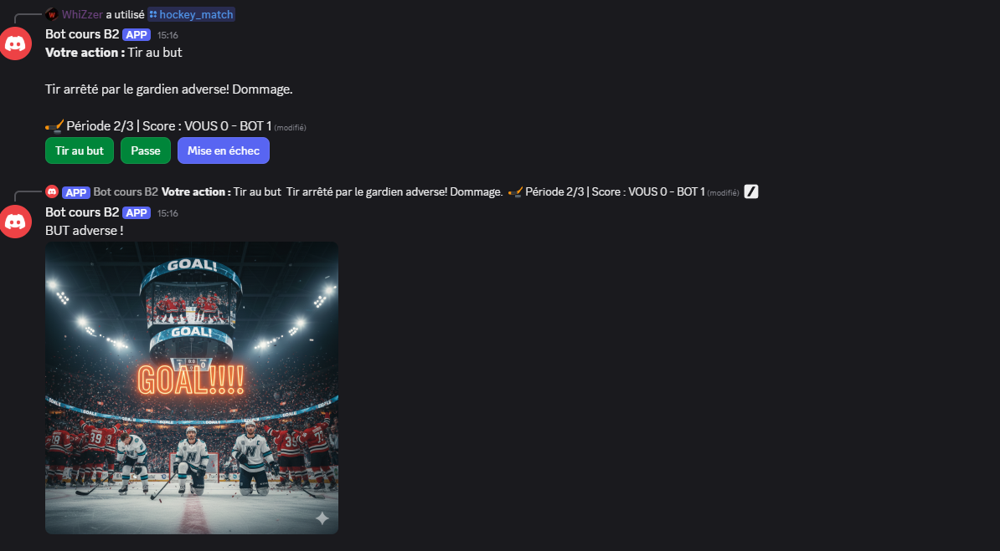 WhiZzer a utilisé hockey_match
Bot cours B2 APP 15:16
Votre action : Tir au but
Tir arrêté par le gardien adverse! Dommage.
Période 2/3 | Score : VOUS 0 - BOT 1 (modifié)
Tir au but Passe Mise en échec
APP Bot cours B2 Votre action : Tir au but Tir arrêté par le gardien adverse! Dommage. Période 2/3 | Score : VOUS 0 - BOT 1 (modifié)
Bot cours B2 APP 15:16
BUT adverse !
GOAL!
GOAL!
GOAL!!!!
39
N
N